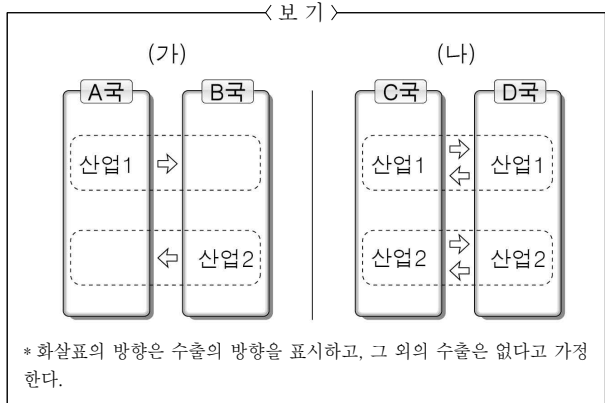 〈보 기〉
(가) (나)
A국 B국 C국 D국
산업1 산업1 산업1
산업2 산업2 산업2
* 화살표의 방향은 수출의 방향을 표시하고, 그 외의 수출은 없다고 가정
한다.